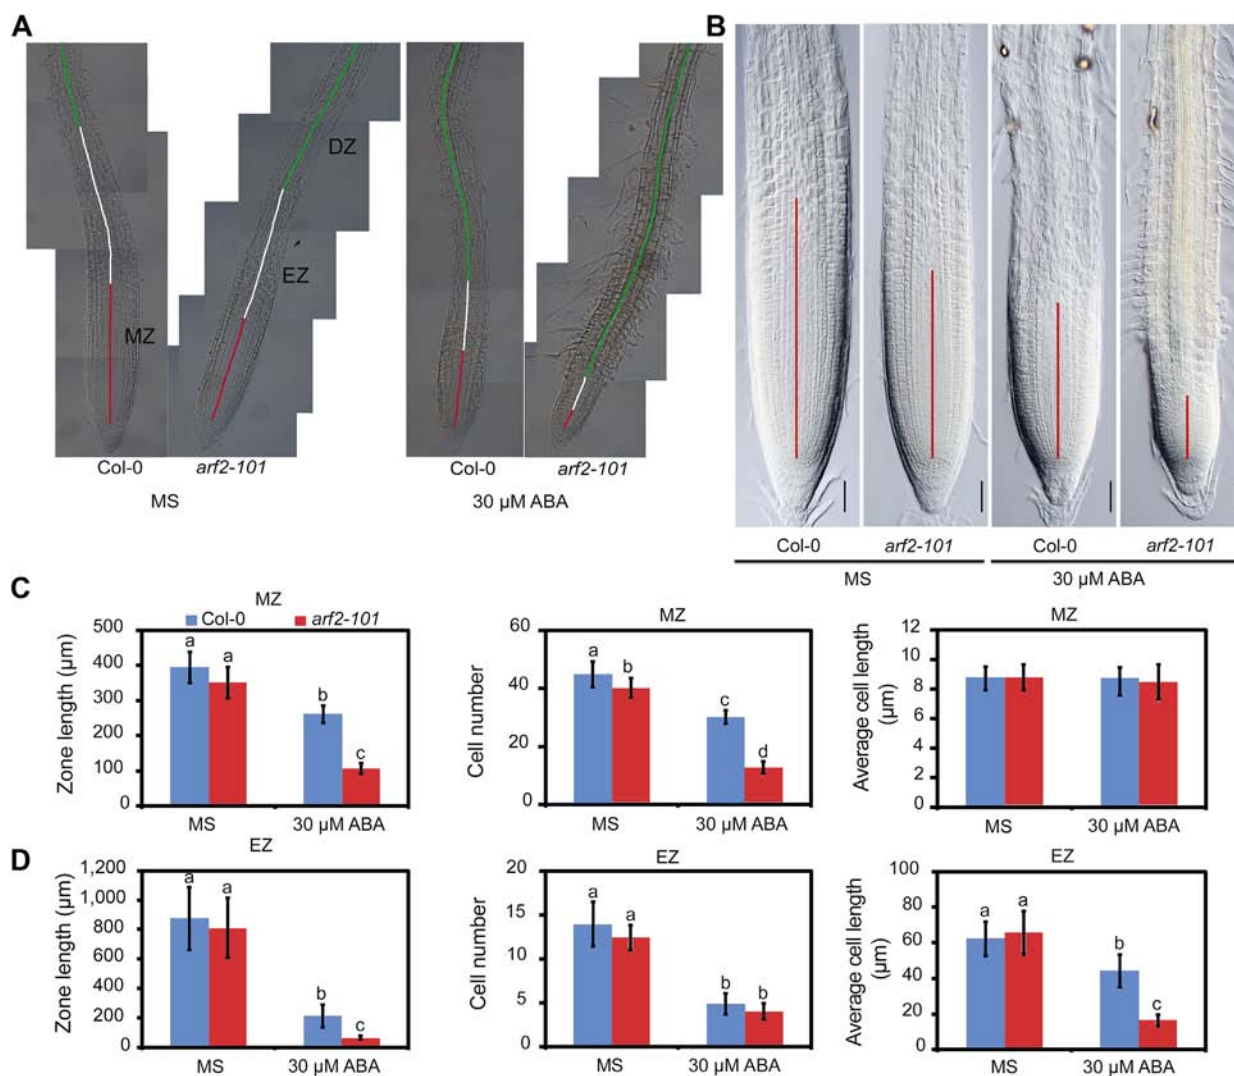 A
B
DZ
EZ
MZ
Col-0 arf2-101 Col-0 arf2-101
MS 30 µM ABA
Col-0 arf2-101 Col-0 arf2-101
MS 30 µM ABA
C
MZ
Col-0 arf2-101
Zone length (µm)
500
400
300
200
100
0
a a b c
MS 30 µM ABA
MZ
Cell number
60
40
20
0
a b c d
MS 30 µM ABA
MZ
Average cell length
(µm)
12
10
8
6
4
2
0
MS 30 µM ABA
D
EZ
Zone length (µm)
1,200
1,000
800
600
400
200
0
a a b c
MS 30 µM ABA
EZ
Cell number
20
15
10
5
0
a a b b
MS 30 µM ABA
EZ
Average cell length
(µm)
100
80
60
40
20
0
a a b c
MS 30 µM ABA